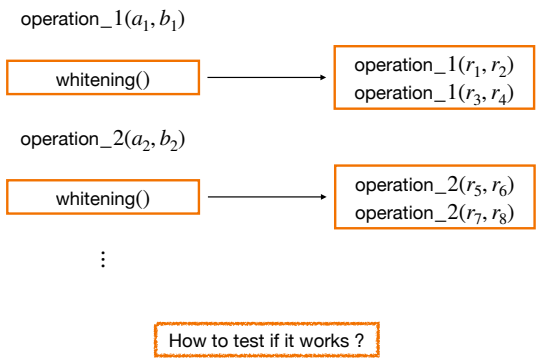 operation_1(a₁, b₁)
whitening()
operation_1(r₁, r₂)
operation_1(r₃, r₄)
operation_2(a₂, b₂)
whitening()
operation_2(r₅, r₆)
operation_2(r₇, r₈)
⋮
How to test if it works ?